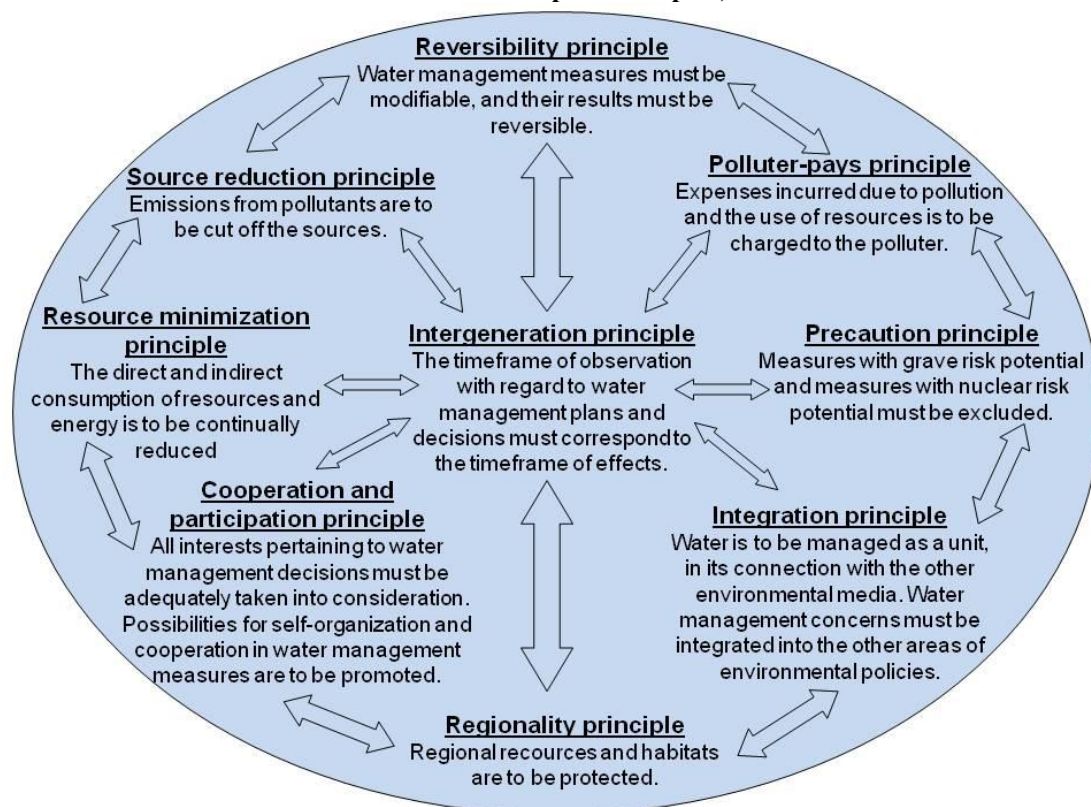 Reversibility principle
Water management measures must be
modifiable, and their results must be
reversible.
Source reduction principle
Emissions from pollutants are to
be cut off the sources.
Polluter-pays principle
Expenses incurred due to pollution
and the use of resources is to be
charged to the polluter.
Resource minimization
principle
The direct and indirect
consumption of resources and
energy is to be continually
reduced
Intergeneration principle
The timeframe of observation
with regard to water
management plans and
decisions must correspond to
the timeframe of effects.
Precaution principle
Measures with grave risk potential
and measures with nuclear risk
potential must be excluded.
Cooperation and
participation principle
All interests pertaining to water
management decisions must be
adequately taken into consideration.
Possibilities for self-organization and
cooperation in water management
measures are to be promoted.
Integration principle
Water is to be managed as a unit,
in its connection with the other
environmental media. Water
management concerns must be
integrated into the other areas of
environmental policies.
Regionality principle
Regional recources and habitats
are to be protected.